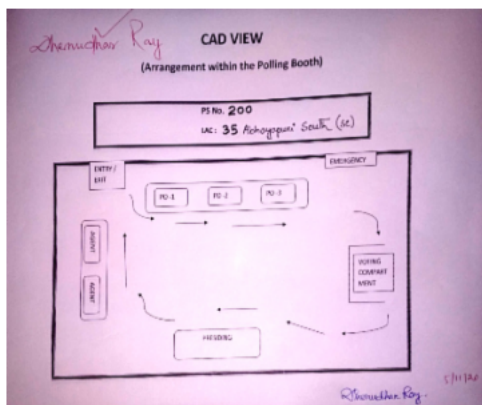 Dhanudhar Ray
CAD VIEW
(Arrangement within the Polling Booth)
PS No. 200
LAC: 35 Abhayapuri South (sc)
ENTRY / EXIT
EMERGENCY
PO-1
PO-2
PO-3
AGENT
AGENT
VOTING
COMPART
MENT
PRESIDING
Dhanudhar Ray.